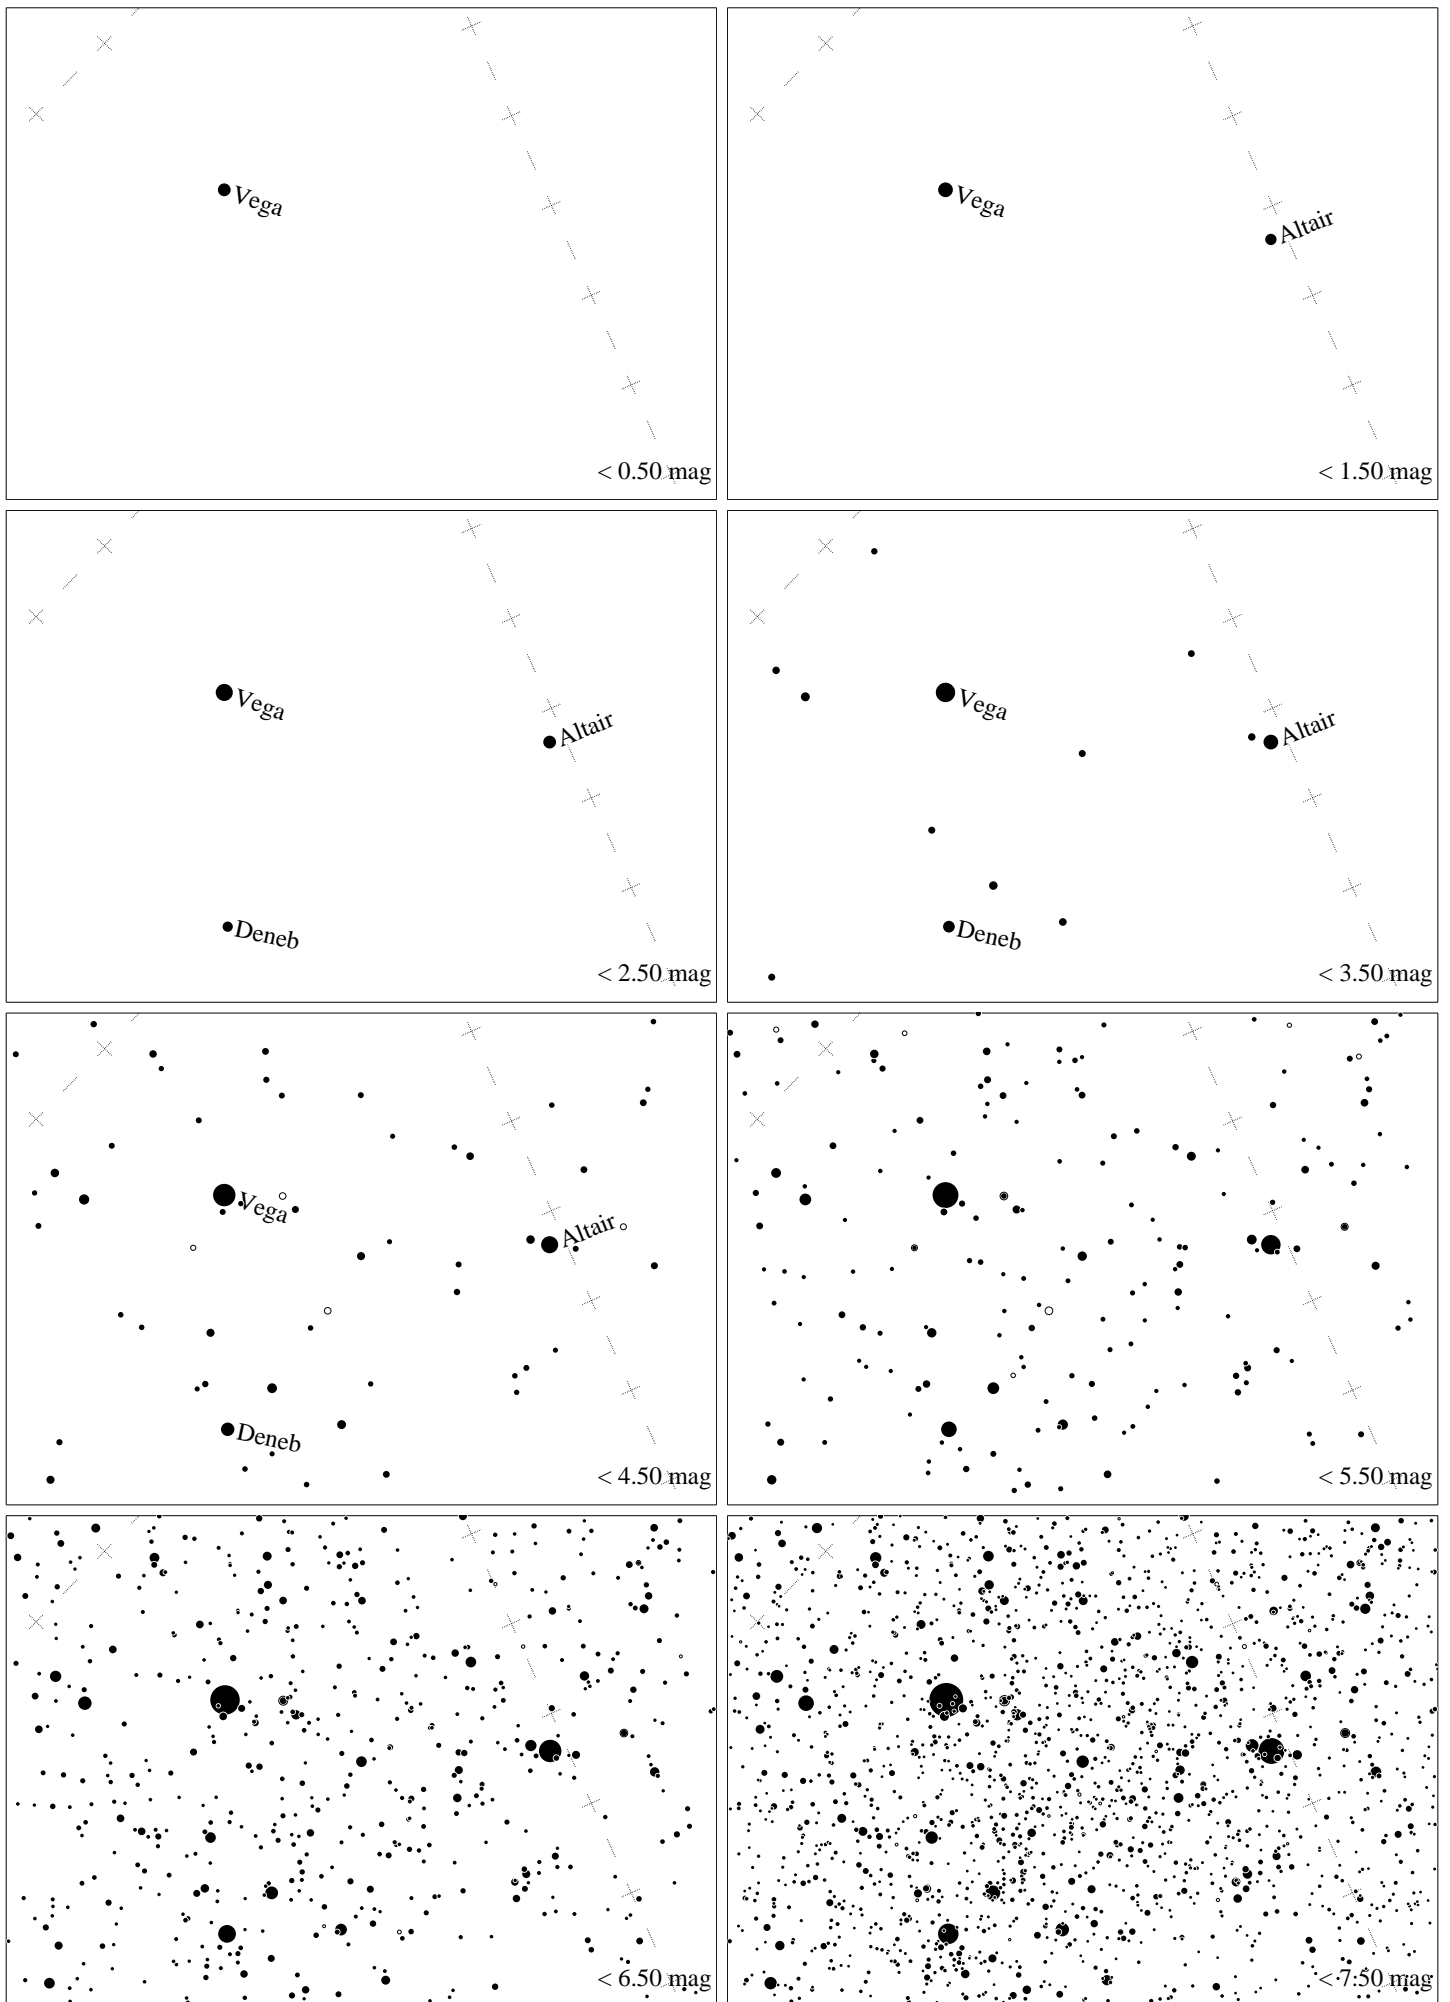 Vega
< 0.50 mag
Vega
Altair
< 1.50 mag
Vega
Altair
Deneb
< 2.50 mag
Vega
Altair
Deneb
< 3.50 mag
Vega
Altair
Deneb
< 4.50 mag
< 5.50 mag
< 6.50 mag
< 7.50 mag